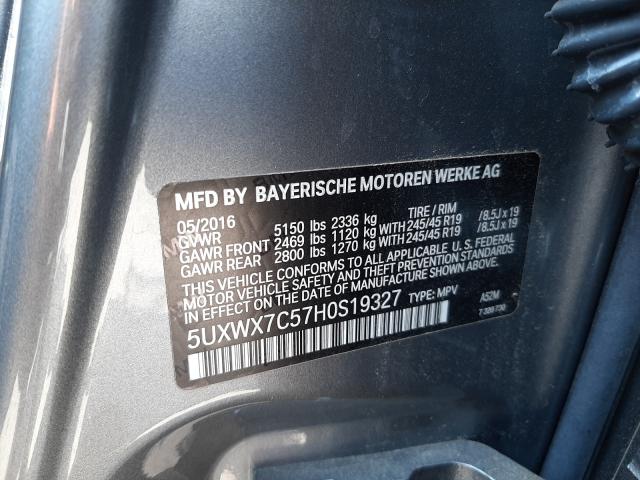 MFD BY BAYERISCHE MOTOREN WERKE AG
05/2016 TIRE / RIM
GVWR 5150 lbs 2336 kg
GAWR FRONT 2469 lbs 1120 kg WITH 245/45 R19 / 8.5J x 19
GAWR REAR 2800 lbs 1270 kg WITH 245/45 R19 / 8.5J x 19
THIS VEHICLE CONFORMS TO ALL APPLICABLE U.S. FEDERAL
MOTOR VEHICLE SAFETY AND THEFT PREVENTION
STANDARDS IN EFFECT ON THE DATE OF
MANUFACTURE SHOWN ABOVE.
5UXWX7C57H0S19327 TYPE: MPV A52M